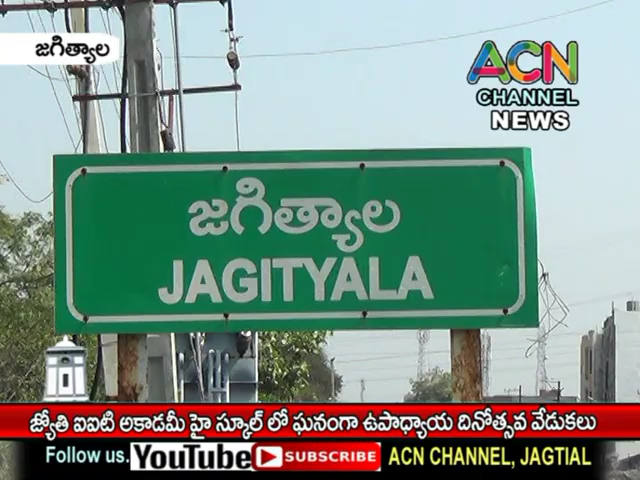 జగిత్యాల
ACN
CHANNEL
NEWS
జగిత్యాల
JAGITYALA
జ్యోతి ఐఐటి అకాడమీ హై స్కూల్ లో ఘనంగా ఉపాధ్యాయ దినోత్సవ వేడుకలు
Follow us. YouTube SUBSCRIBE ACN CHANNEL, JAGTIAL